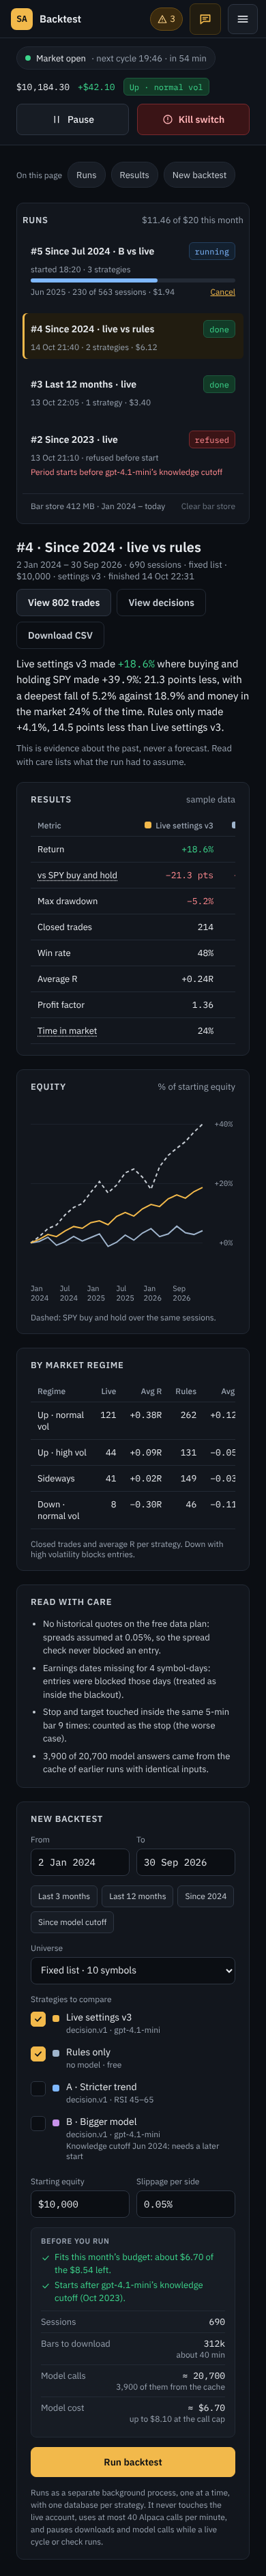 SA Backtest 3
Market open · next cycle 19:46 · in 54 min
$10,184.30 +$42.10 Up · normal vol
Pause Kill switch
On this page Runs Results New backtest
RUNS $11.46 of $20 this month
#5 Since Jul 2024 · B vs live running
started 18:20 · 3 strategies
Jun 2025 · 230 of 563 sessions · $1.94 Cancel
#4 Since 2024 · live vs rules done
14 Oct 21:40 · 2 strategies · $6.12
#3 Last 12 months · live done
13 Oct 22:05 · 1 strategy · $3.40
#2 Since 2023 · live refused
13 Oct 21:10 · refused before start
Period starts before gpt-4.1-mini's knowledge cutoff
Bar store 412 MB · Jan 2024 – today Clear bar store
#4 · Since 2024 · live vs rules
2 Jan 2024 – 30 Sep 2026 · 690 sessions · fixed list ·
$10,000 · settings v3 · finished 14 Oct 22:31
View 802 trades View decisions
Download CSV
Live settings v3 made +18.6% where buying and
holding SPY made +39.9%: 21.3 points less, with
a deepest fall of 5.2% against 18.9% and money in
the market 24% of the time. Rules only made
+4.1%, 14.5 points less than Live settings v3.
This is evidence about the past, never a forecast. Read
with care lists what the run had to assume.
RESULTS sample data
Metric Live settings v3
Return +18.6%
vs SPY buy and hold −21.3 pts
Max drawdown −5.2%
Closed trades 214
Win rate 48%
Average R +0.24R
Profit factor 1.36
Time in market 24%
EQUITY % of starting equity
+40%
+20%
+0%
Jan Jul Jan Jul Jan Sep
2024 2024 2025 2025 2026 2026
Dashed: SPY buy and hold over the same sessions.
BY MARKET REGIME
Regime Live Avg R Rules Avg
Up · normal 121 +0.38R 262 +0.12
vol
Up · high vol 44 +0.09R 131 −0.05
Sideways 41 +0.02R 149 −0.03
Down · 8 −0.30R 46 −0.11
normal vol
Closed trades and average R per strategy. Down with
high volatility blocks entries.
READ WITH CARE
• No historical quotes on the free data plan:
spreads assumed at 0.05%, so the spread
check never blocked an entry.
• Earnings dates missing for 4 symbol-days:
entries were blocked those days (treated as
inside the blackout).
• Stop and target touched inside the same 5-min
bar 9 times: counted as the stop (the worse
case).
• 3,900 of 20,700 model answers came from the
cache of earlier runs with identical inputs.
NEW BACKTEST
From To
2 Jan 2024 30 Sep 2026
Last 3 months Last 12 months Since 2024
Since model cutoff
Universe
Fixed list · 10 symbols
Strategies to compare
Live settings v3
decision.v1 · gpt-4.1-mini
Rules only
no model · free
A · Stricter trend
decision.v1 · RSI 45–65
B · Bigger model
decision.v1 · gpt-4.1-mini
Knowledge cutoff Jun 2024: needs a later
start
Starting equity Slippage per side
$10,000 0.05%
BEFORE YOU RUN
Fits this month's budget: about $6.70 of
the $8.54 left.
Starts after gpt-4.1-mini's knowledge
cutoff (Oct 2023).
Sessions 690
Bars to download 312k
about 40 min
Model calls ≈ 20,700
3,900 of them from the cache
Model cost ≈ $6.70
up to $8.10 at the call cap
Run backtest
Runs as a separate background process, one at a time,
with one database per strategy. It never touches the
live account, uses at most 40 Alpaca calls per minute,
and pauses downloads and model calls while a live
cycle or check runs.